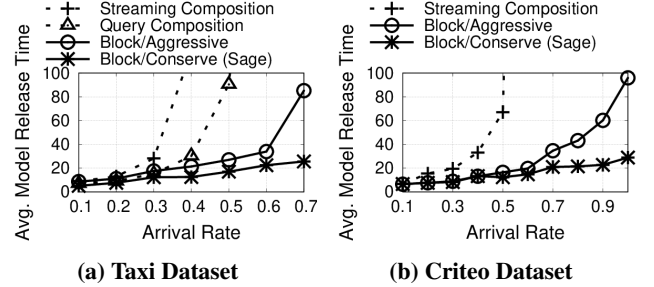 Streaming Composition
Query Composition
Block/Aggressive
Block/Conserve (Sage)
Avg. Model Release Time
100
80
60
40
20
0
0.1 0.2 0.3 0.4 0.5 0.6 0.7
Arrival Rate
(a) Taxi Dataset
Streaming Composition
Block/Aggressive
Block/Conserve (Sage)
Avg. Model Release Time
100
80
60
40
20
0
0.1 0.3 0.5 0.7 0.9
Arrival Rate
(b) Criteo Dataset